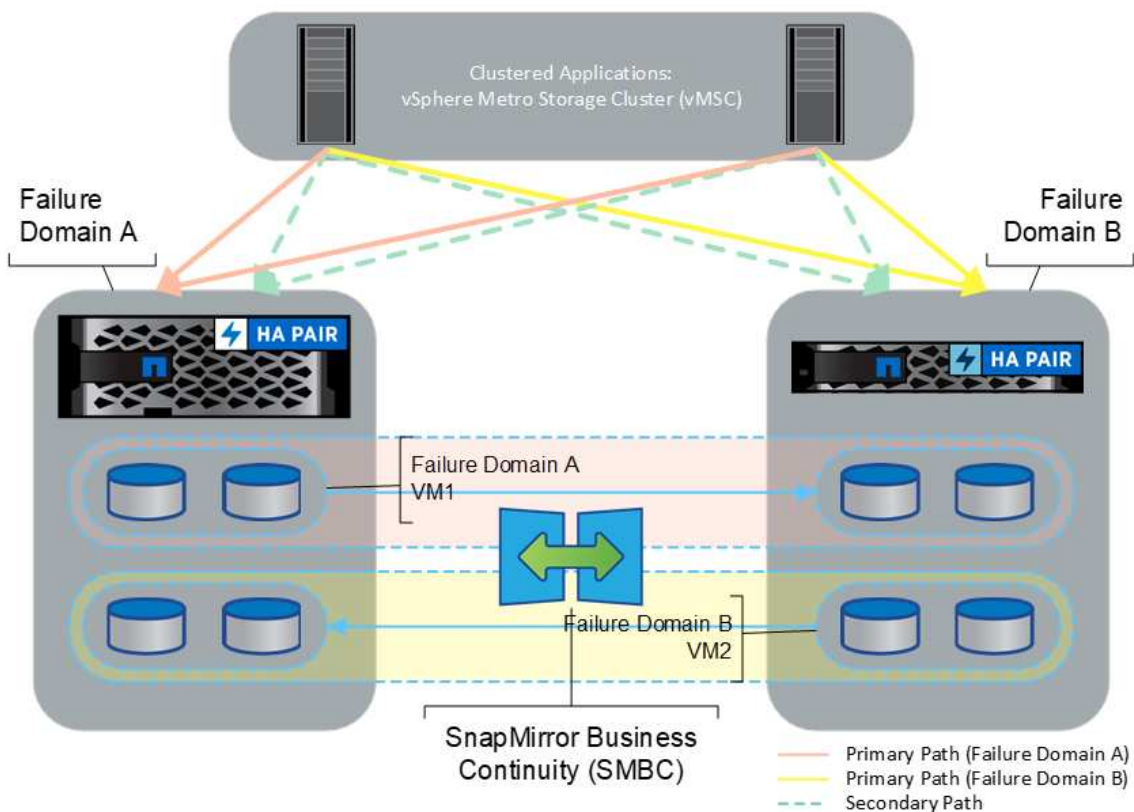 Clustered Applications:
vSphere Metro Storage Cluster (vMSC)
Failure
Domain A
Failure
Domain B
HA PAIR
HA PAIR
Failure Domain A
VM1
Failure Domain B
VM2
SnapMirror Business
Continuity (SMBC)
Primary Path (Failure Domain A)
Primary Path (Failure Domain B)
Secondary Path